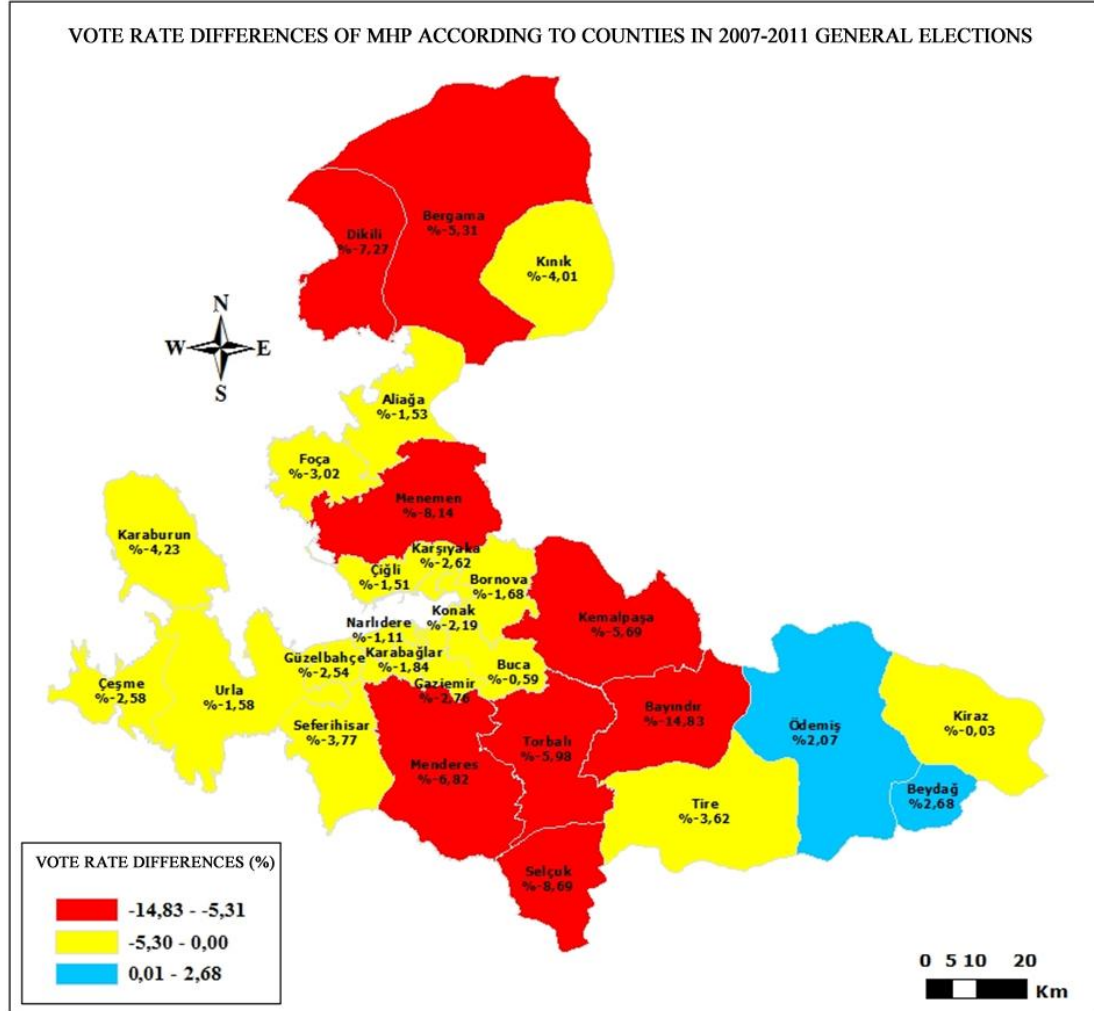 VOTE RATE DIFFERENCES OF MHP ACCORDING TO COUNTIES IN 2007-2011 GENERAL ELECTIONS
Bergama
%-5,31
Dikili
%-7,27
Kınık
%-4,01
N
W
E
S
Aliağa
%-1,53
Foça
%-3,02
Menemen
%-8,14
Karaburun
%-4,23
Karşıyaka
%-2,62
Çiğli
%-1,51
Bornova
%-1,68
Konak
%-2,19
Narlıdere
%-1,11
Kemalpaşa
%-5,69
Güzelbahçe
%-2,54
Karabağlar
%-1,84
Buca
%-0,59
Gaziemir
%-2,76
Çeşme
%-2,58
Urla
%-1,58
Seferihisar
%-3,77
Menderes
%-6,82
Torbalı
%-5,98
Bayındır
%-14,83
Ödemiş
%2,07
Kiraz
%-0,03
Beydağ
%2,68
Tire
%-3,62
Selçuk
%-8,69
VOTE RATE DIFFERENCES (%)
-14,83 - -5,31
-5,30 - 0,00
0,01 - 2,68
0 5 10 20
Km